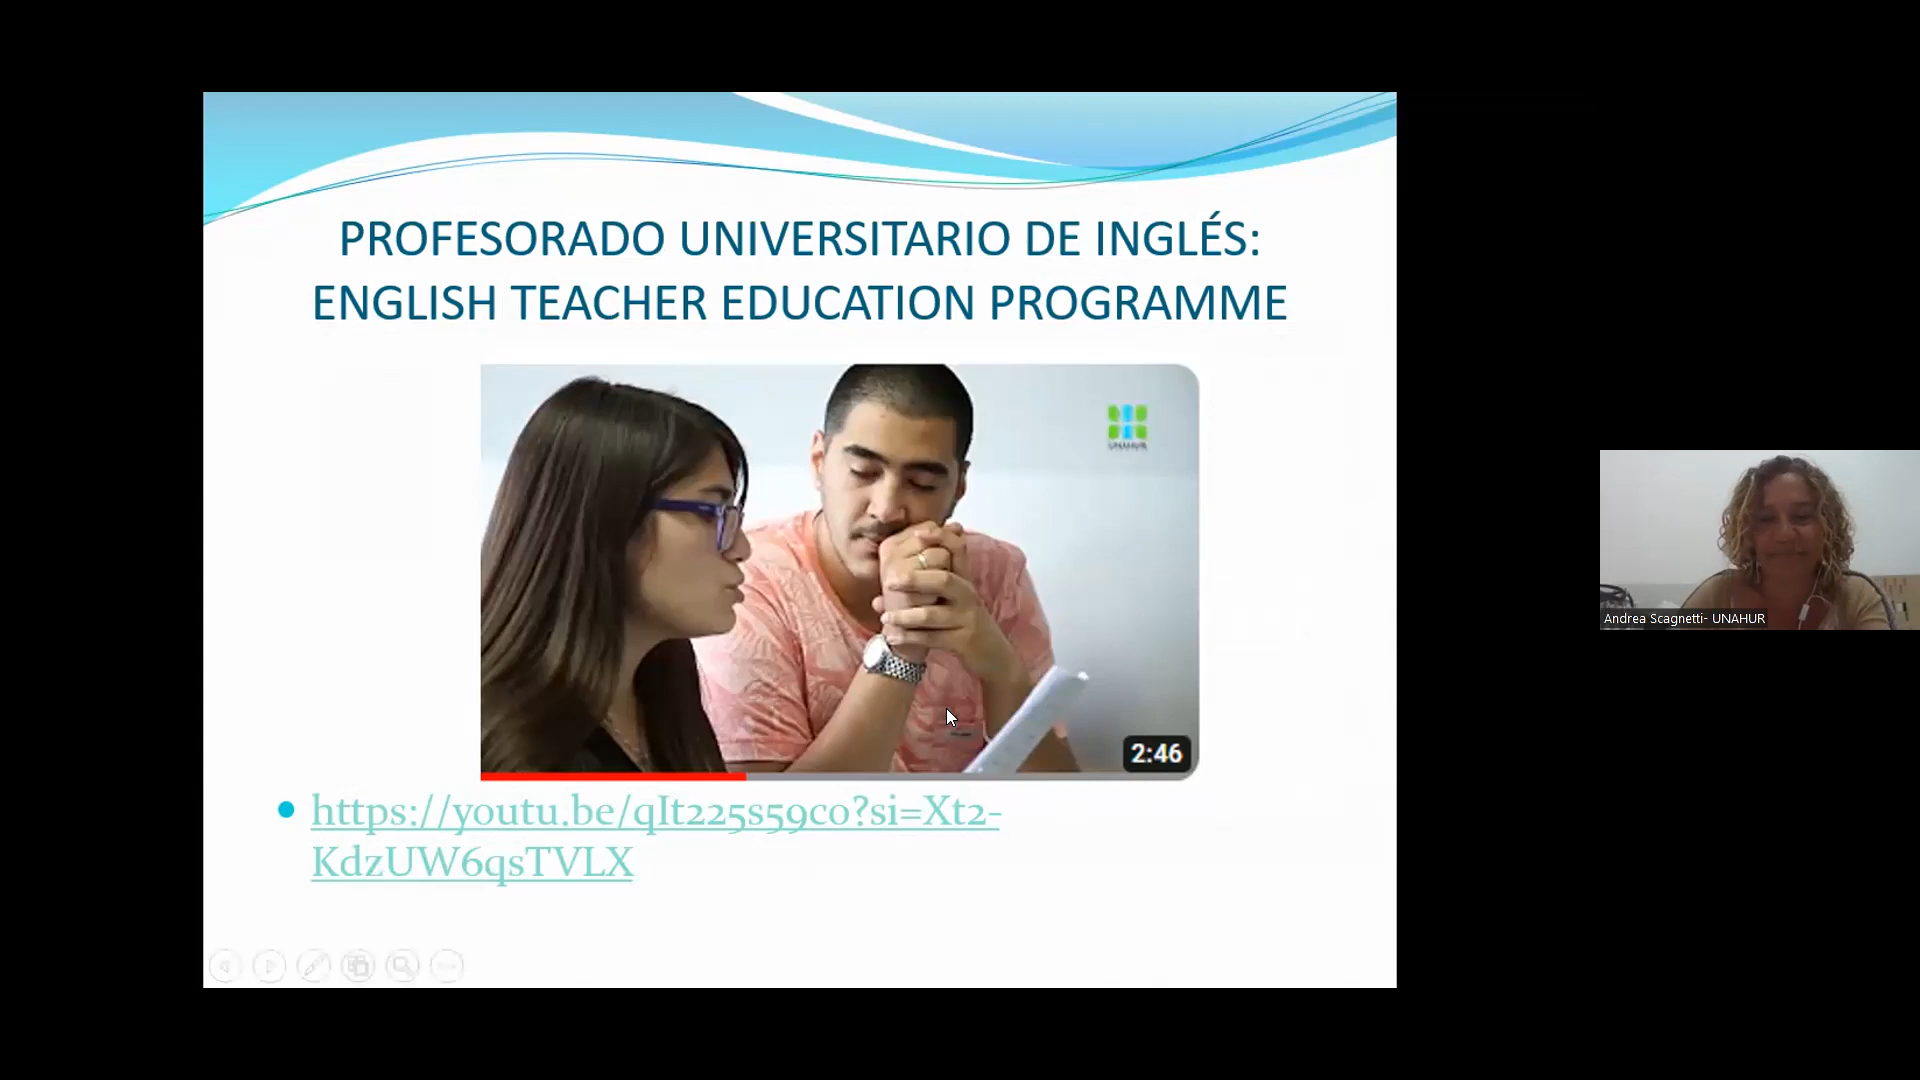 PROFESORADO UNIVERSITARIO DE INGLÉS:
ENGLISH TEACHER EDUCATION PROGRAMME
UNAHUR
2:46
https://youtu.be/qIt225s59co?si=Xt2-
KdzUW6qsTVLX
Andrea Scagnetti- UNAHUR